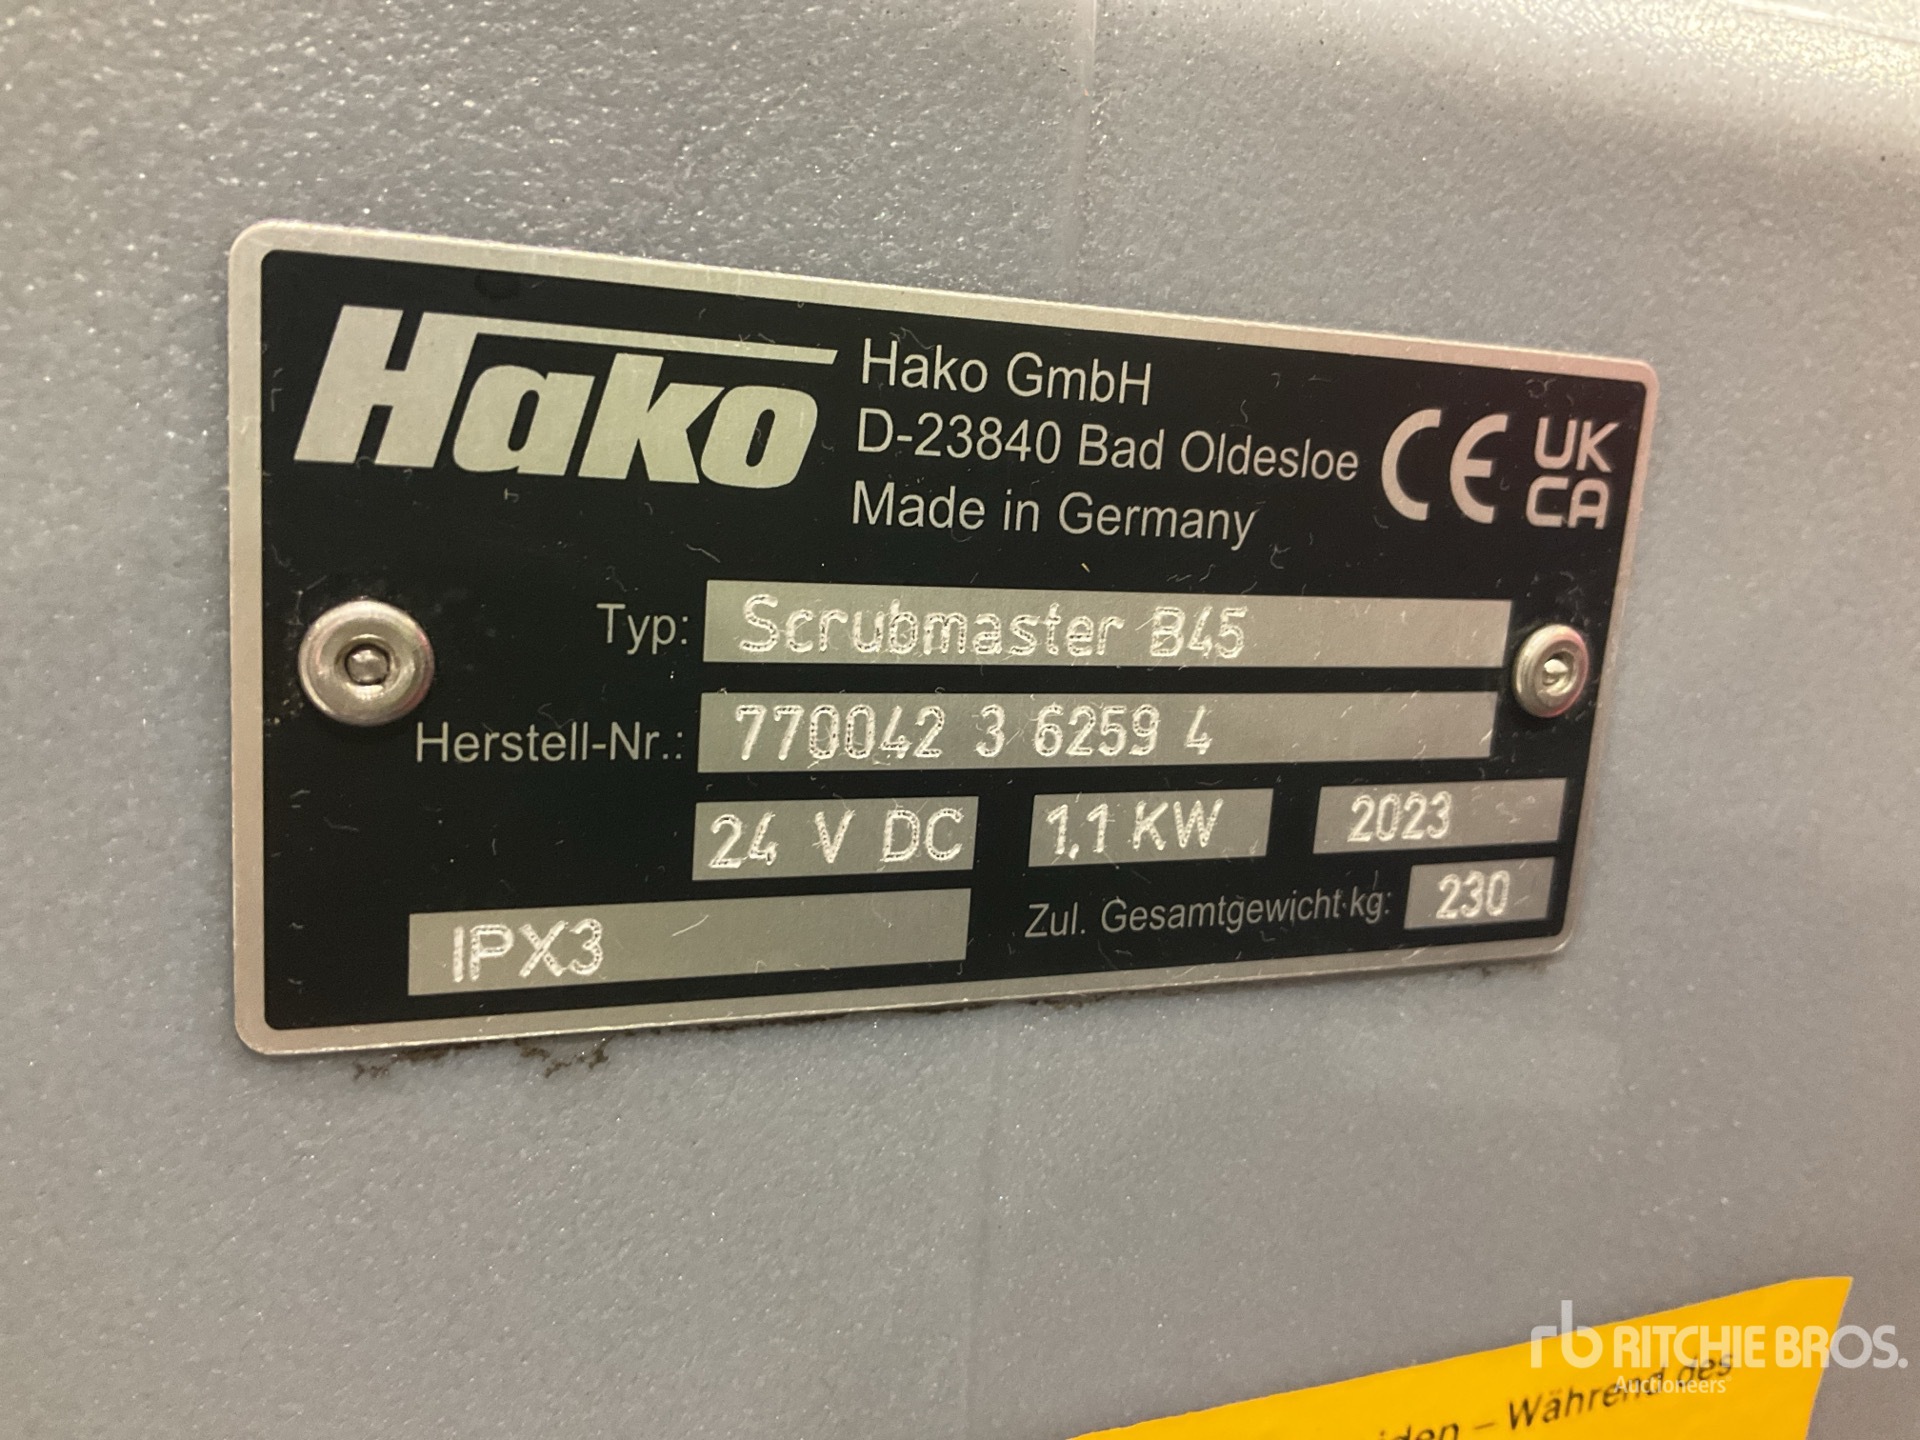 Hako
Hako GmbH
D-23840 Bad Oldesloe
Made in Germany
CE
UK
CA
Typ: Scrubmaster B45
Herstell-Nr.: 770042 3 6259 4
24 V DC 1,1 KW 2023
IPX3 Zul. Gesamtgewicht kg: 230
– Während des
rb RITCHIE BROS.
Auctioneers